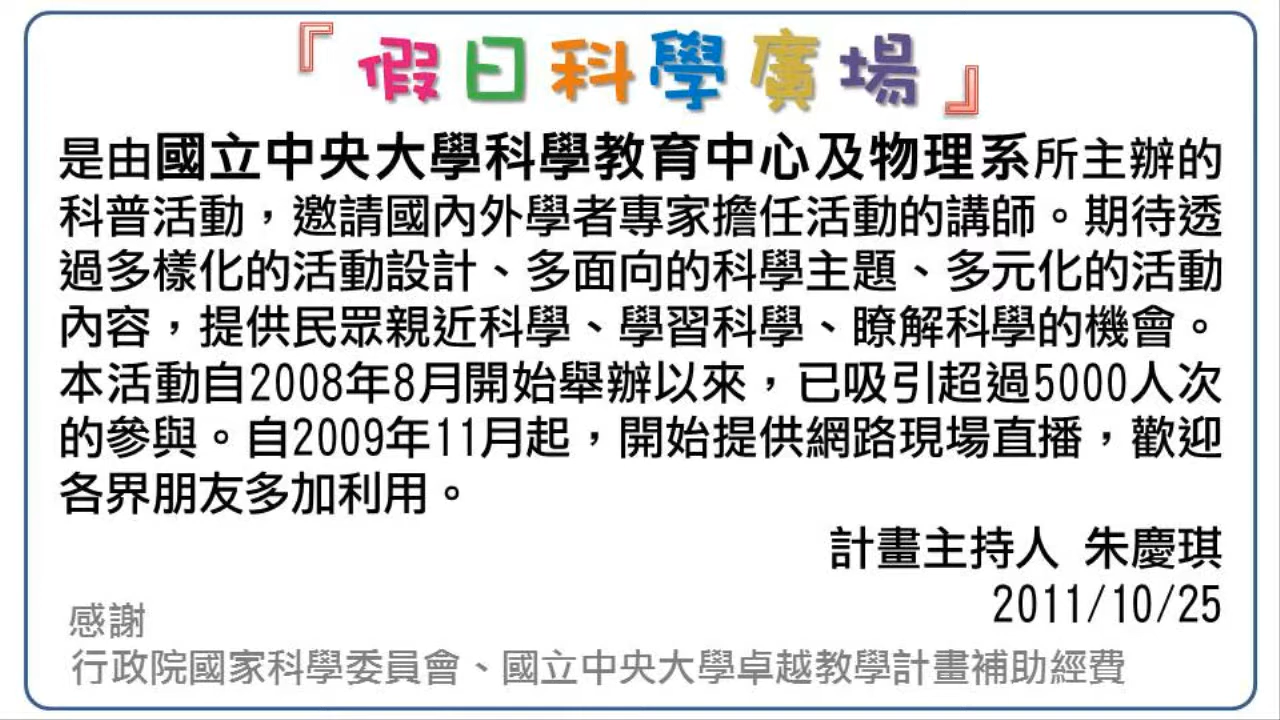 『假日科學廣場』
是由國立中央大學科學教育中心及物理系所主辦的
科普活動，邀請國內外學者專家擔任活動的講師。期待透
過多樣化的活動設計、多面向的科學主題、多元化的活動
內容，提供民眾親近科學、學習科學、瞭解科學的機會。
本活動自2008年8月開始舉辦以來，已吸引超過5000人次
的參與。自2009年11月起，開始提供網路現場直播，歡迎
各界朋友多加利用。
計畫主持人 朱慶琪
2011/10/25
感謝
行政院國家科學委員會、國立中央大學卓越教學計畫補助經費